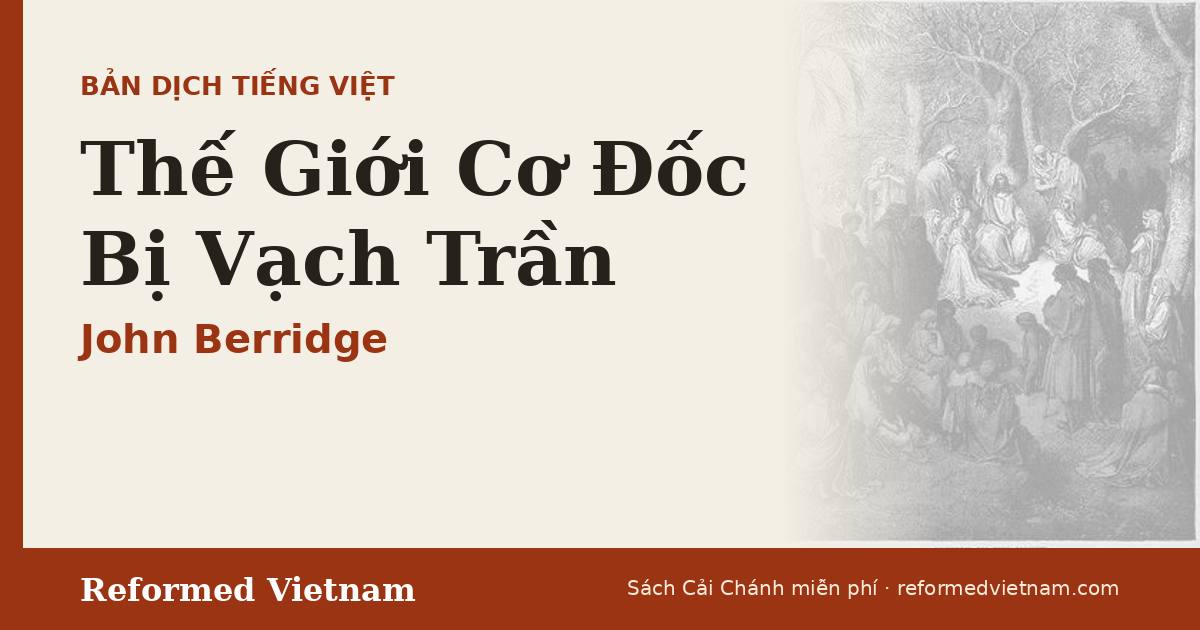 BẢN DỊCH TIẾNG VIỆT
Thế Giới Cơ Đốc
Bị Vạch Trần
John Berridge
Reformed Vietnam
Sách Cải Chánh miễn phí · reformedvietnam.com